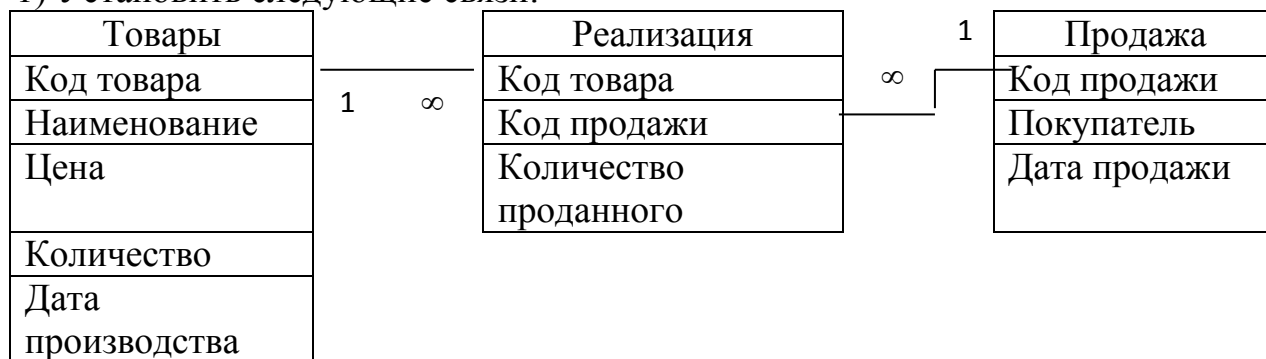 1) Установить следующие связи:
Товары
Код товара
Наименование
Цена
Количество
Дата
производства
1 ∞
Реализация
Код товара
Код продажи
Количество
проданного
∞
1
Продажа
Код продажи
Покупатель
Дата продажи